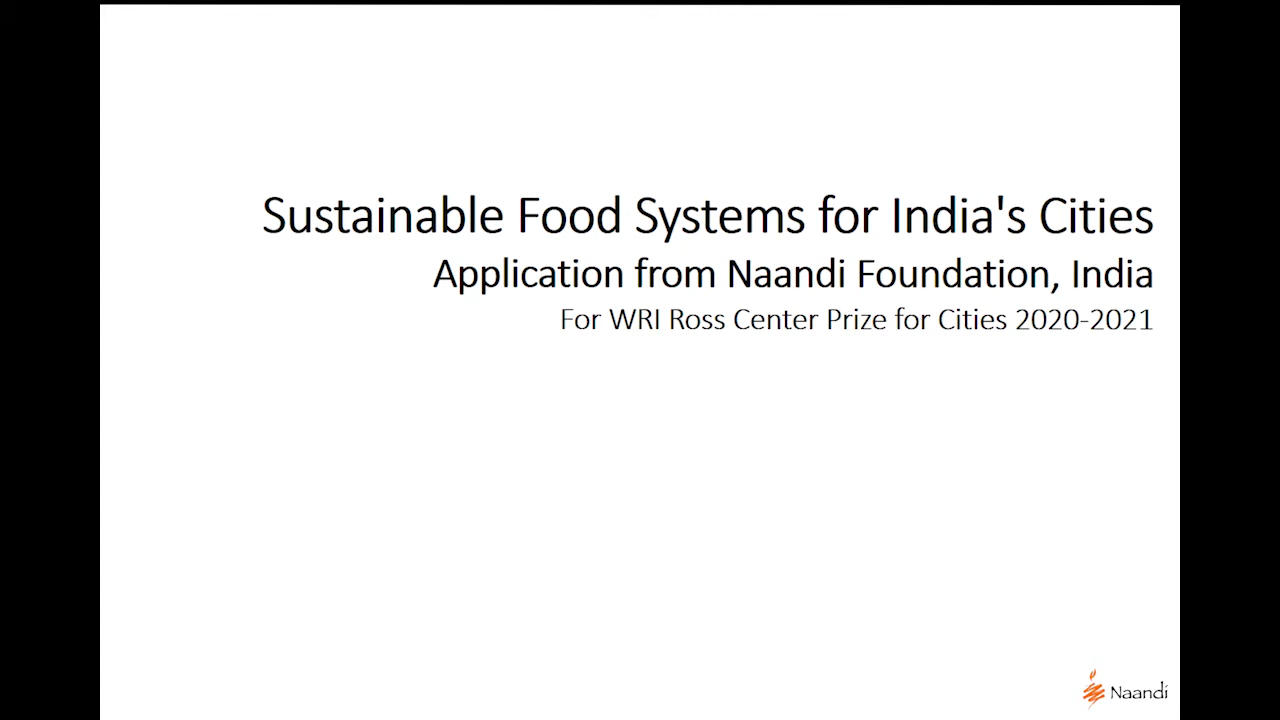 Sustainable Food Systems for India's Cities
Application from Naandi Foundation, India
For WRI Ross Center Prize for Cities 2020-2021
Naandi